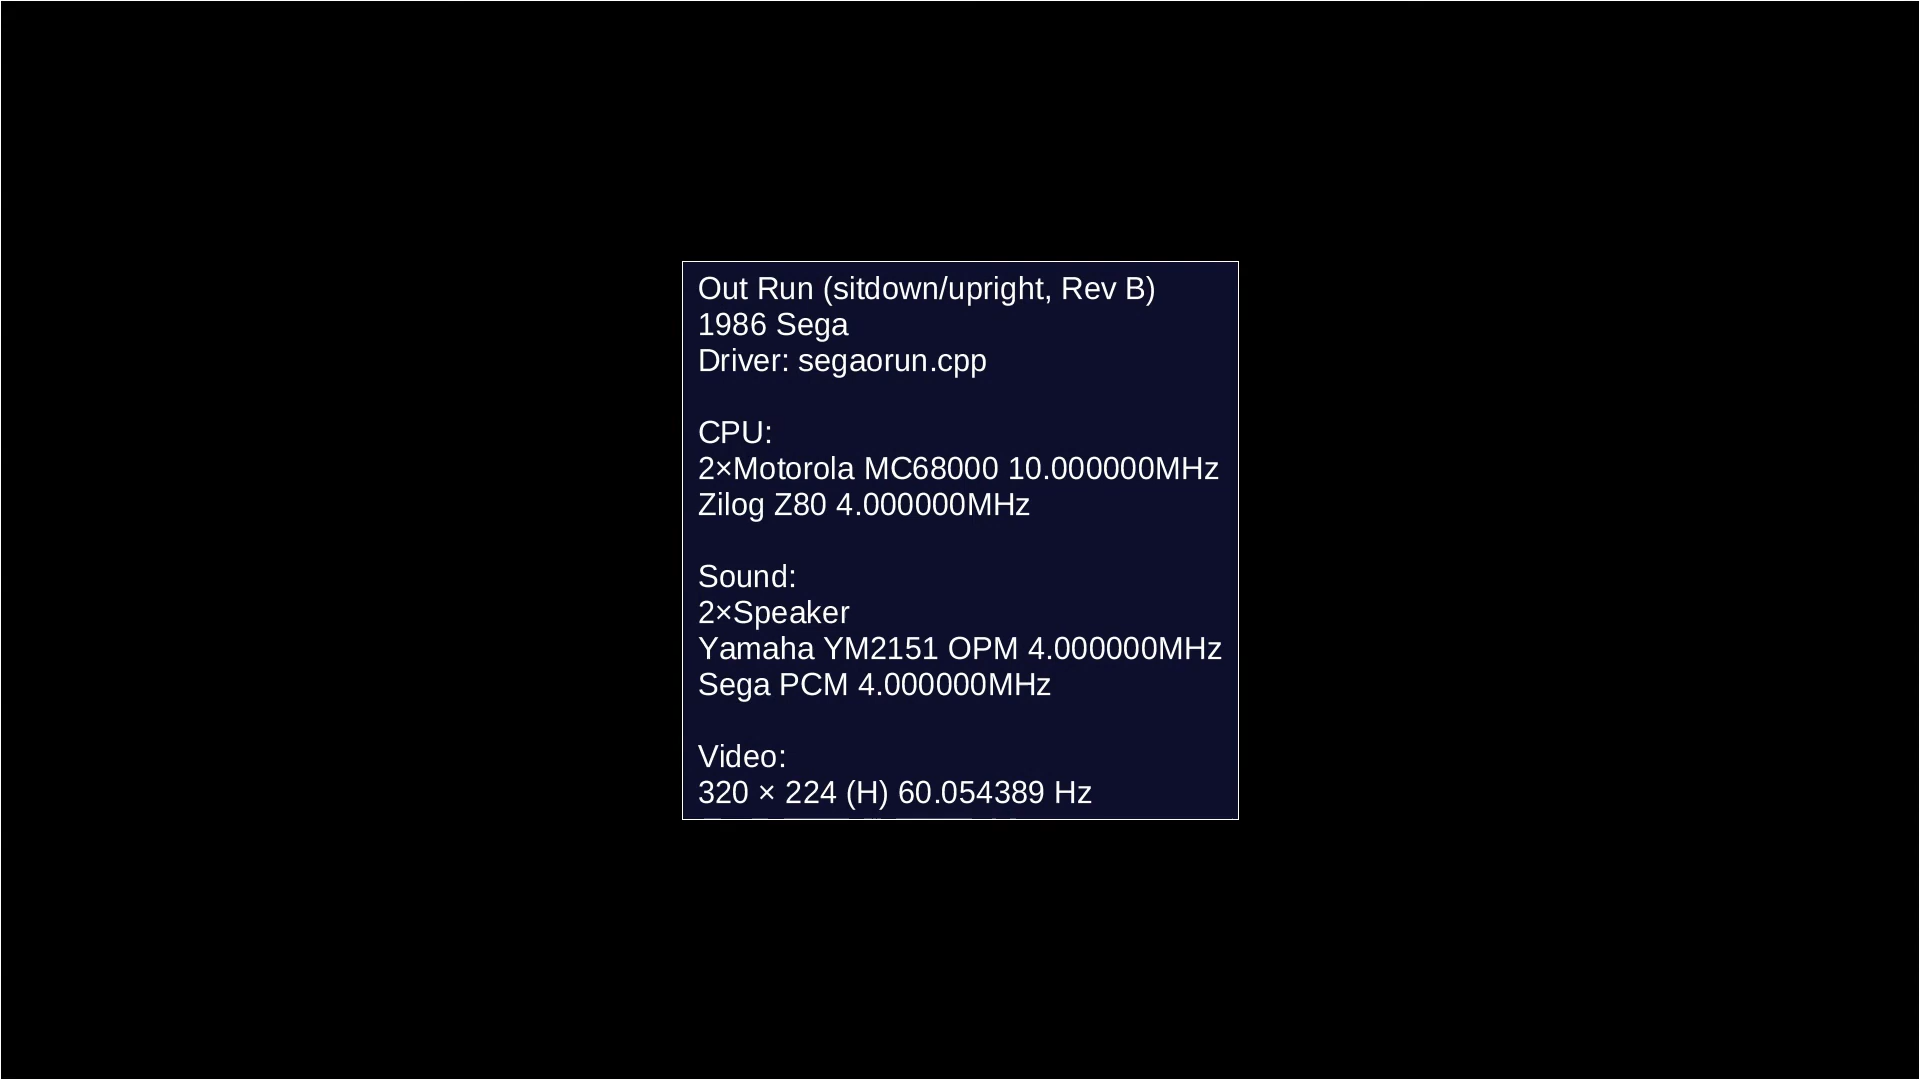 Out Run (sitdown/upright, Rev B)
1986 Sega
Driver: segaorun.cpp
CPU:
2×Motorola MC68000 10.000000MHz
Zilog Z80 4.000000MHz
Sound:
2×Speaker
Yamaha YM2151 OPM 4.000000MHz
Sega PCM 4.000000MHz
Video:
320 × 224 (H) 60.054389 Hz